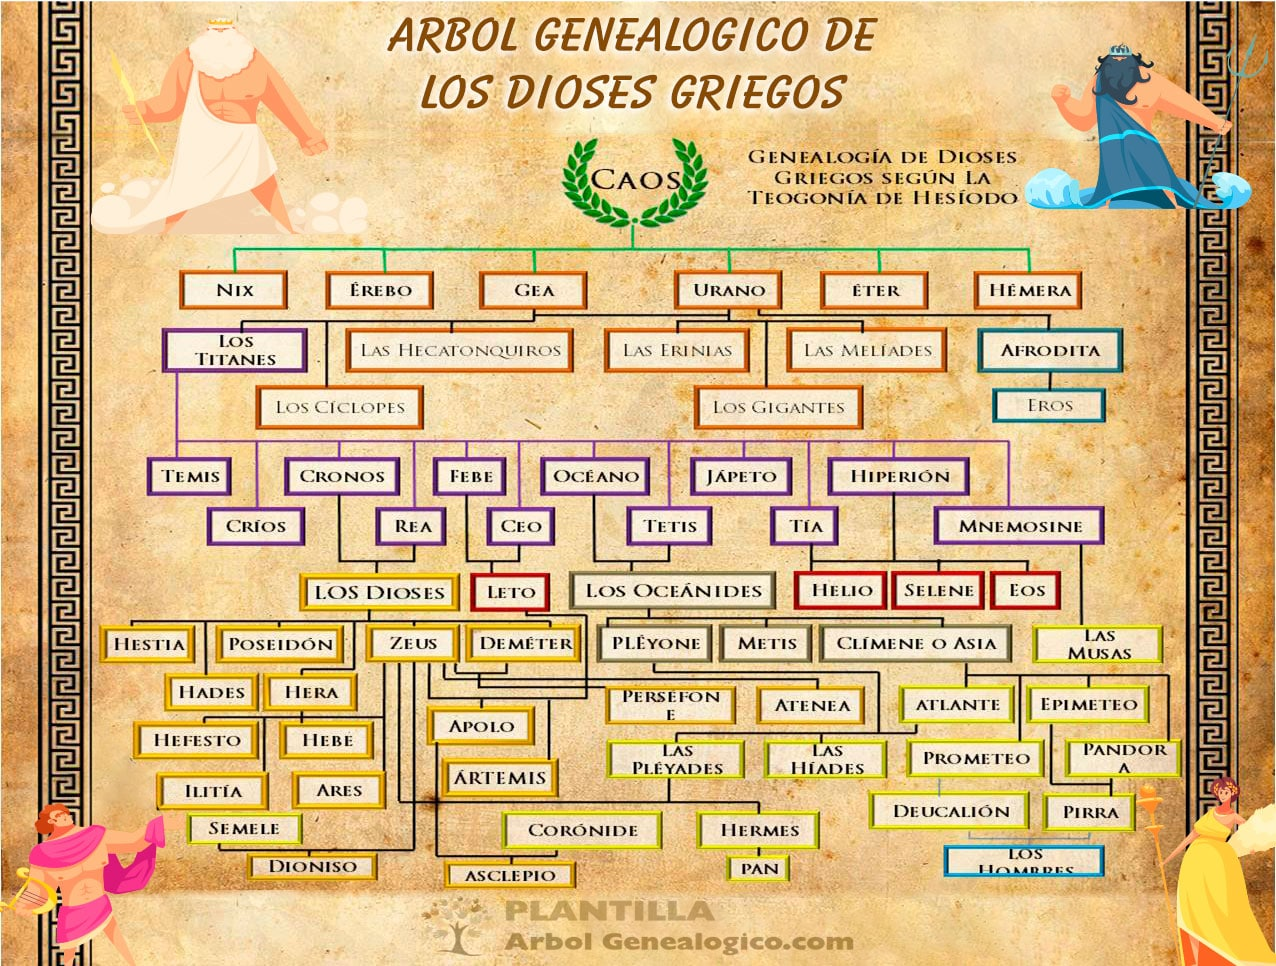 ARBOL GENEALOGICO DE
LOS DIOSES GRIEGOS
CAOS
GENEALOGÍA DE DIOSES
GRIEGOS SEGÚN LA
TEOGONÍA DE HESÍODO
NIX
ÉREBO
GEA
URANO
ÉTER
HÉMERA
LOS
TITANES
LAS HECATONQUIROS
LAS ERINIAS
LAS MELÍADES
AFRODITA
LOS CÍCLOPES
LOS GIGANTES
EROS
TEMIS
CRONOS
FEBE
OCÉANO
JÁPETO
HIPERIÓN
CRÍOS
REA
CEO
TETIS
TÍA
MNEMOSINE
LOS DIOSES
LETO
LOS OCEÁNIDES
HELIO
SELENE
EOS
HESTIA
POSEIDÓN
ZEUS
DEMÉTER
PLÉYONE
METIS
CLÍMENE O ASIA
LAS
MUSAS
HADES
HERA
PERSÉFON
E
ATENEA
ATLANTE
EPIMETEO
HEFESTO
HEBE
APOLO
LAS
PLÉYADES
LAS
HÍADES
PROMETEO
PANDOR
A
ILITÍA
ARES
ÁRTEMIS
DEUCALIÓN
PIRRA
SEMELE
CORÓNIDE
HERMES
DIONISO
ASCLEPIO
PAN
LOS
HOMBRES
PLANTILLA
Arbol Genealogico.com